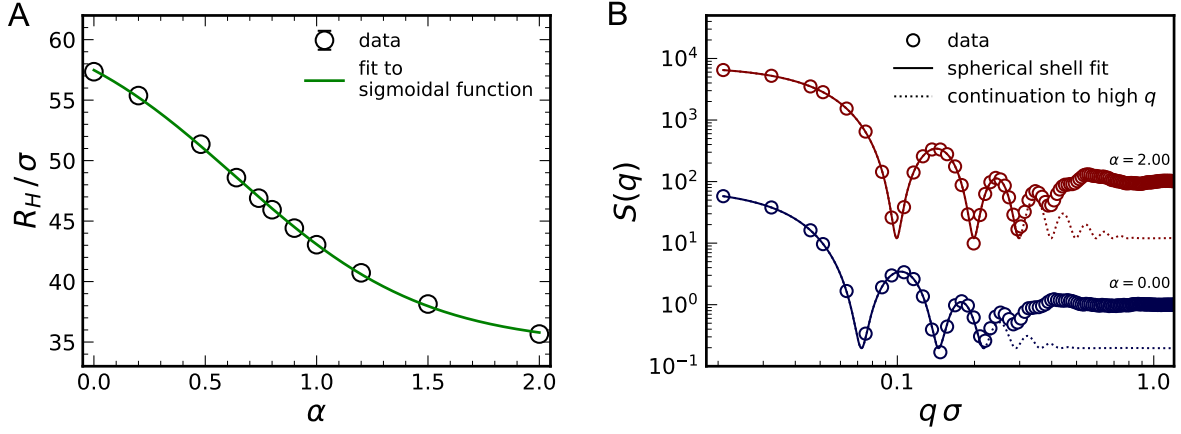 A
60
55
50
45
40
35
R_H / σ
0.0 0.5 1.0 1.5 2.0
α
data
fit to
sigmoidal function
B
10^4
10^3
10^2
10^1
10^0
10^−1
S(q)
0.1 1.0
q σ
data
spherical shell fit
continuation to high q
α = 2.00
α = 0.00